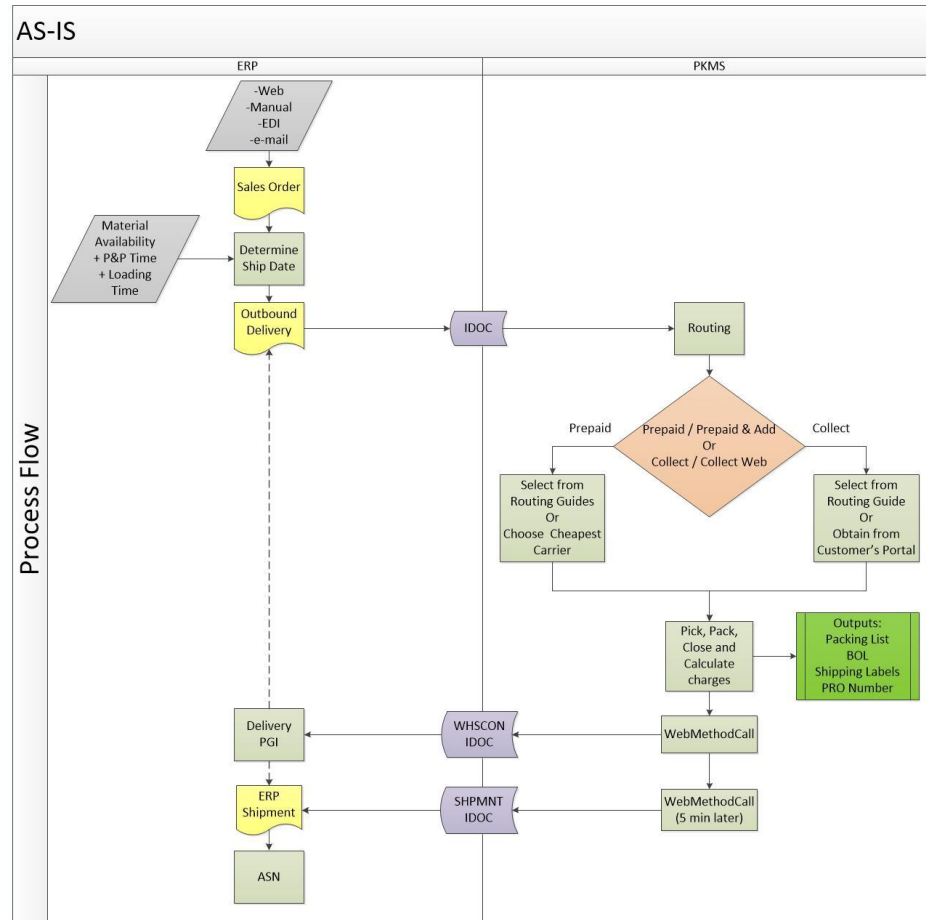 AS-IS
ERP
PKMS
Process Flow
-Web
-Manual
-EDI
-e-mail
Sales Order
Material
Availability
+ P&P Time
+ Loading
Time
Determine
Ship Date
Outbound
Delivery
IDOC
Routing
Prepaid
Prepaid / Prepaid & Add
Or
Collect / Collect Web
Collect
Select from
Routing Guides
Or
Choose Cheapest
Carrier
Select from
Routing Guide
Or
Obtain from
Customer's Portal
Pick, Pack,
Close and
Calculate
charges
Outputs:
Packing List
BOL
Shipping Labels
PRO Number
Delivery
PGI
WHSCON
IDOC
WebMethodCall
ERP
Shipment
SHPMNT
IDOC
WebMethodCall
(5 min later)
ASN